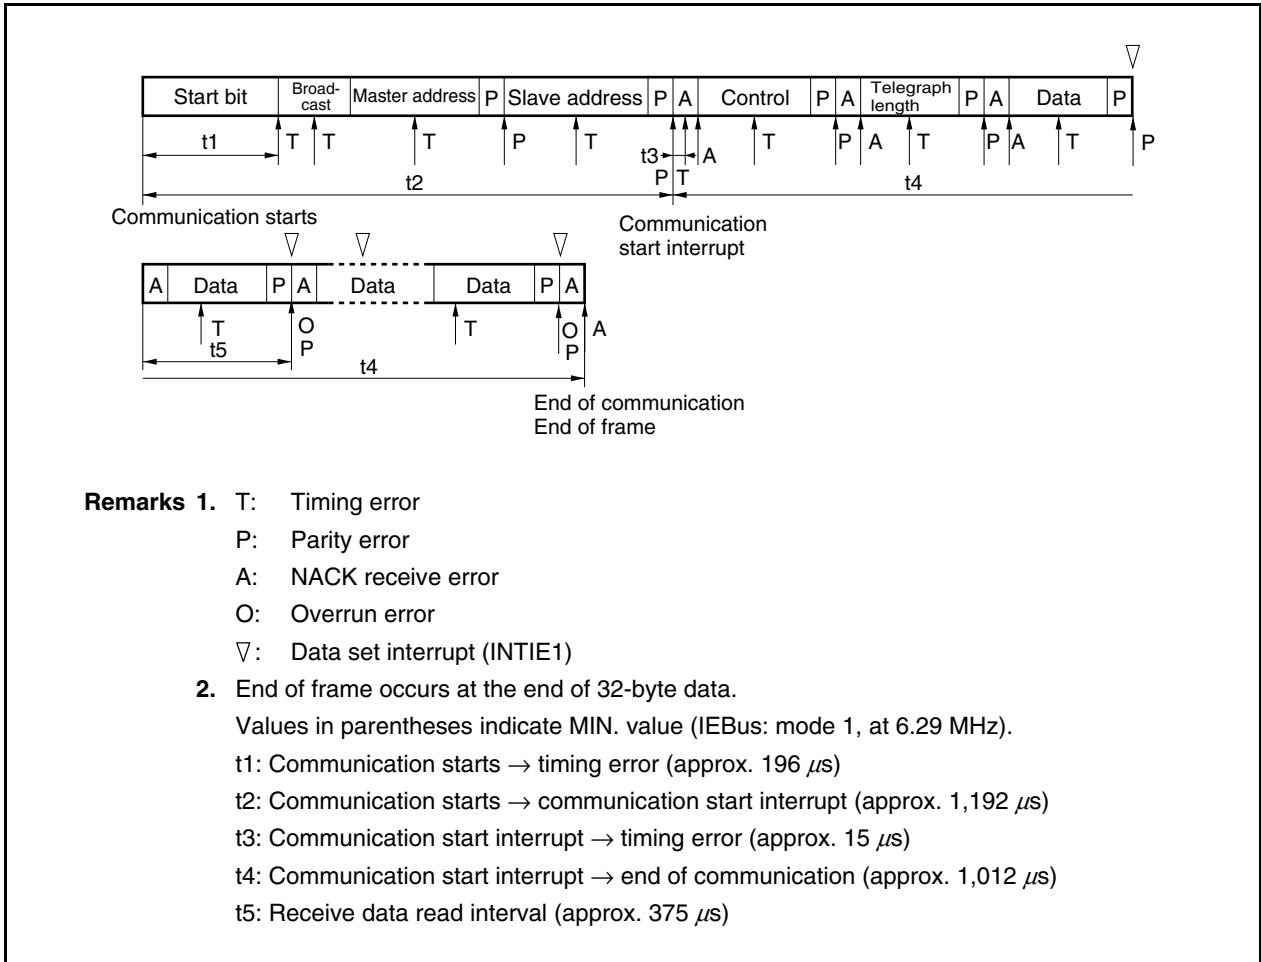 ▽
Start bit Broad- Master address P Slave address P A Control P A Telegraph P A Data P
cast length
t1 T T T P T t3 A T P A T P A T P
P T
t2 t4
Communication starts
Communication
start interrupt
▽ ▽ ▽
A Data P A Data Data P A
T O T O A
t5 P P
t4
End of communication
End of frame
Remarks 1. T: Timing error
P: Parity error
A: NACK receive error
O: Overrun error
▽: Data set interrupt (INTIE1)
2. End of frame occurs at the end of 32-byte data.
Values in parentheses indicate MIN. value (IEBus: mode 1, at 6.29 MHz).
t1: Communication starts → timing error (approx. 196 μs)
t2: Communication starts → communication start interrupt (approx. 1,192 μs)
t3: Communication start interrupt → timing error (approx. 15 μs)
t4: Communication start interrupt → end of communication (approx. 1,012 μs)
t5: Receive data read interval (approx. 375 μs)